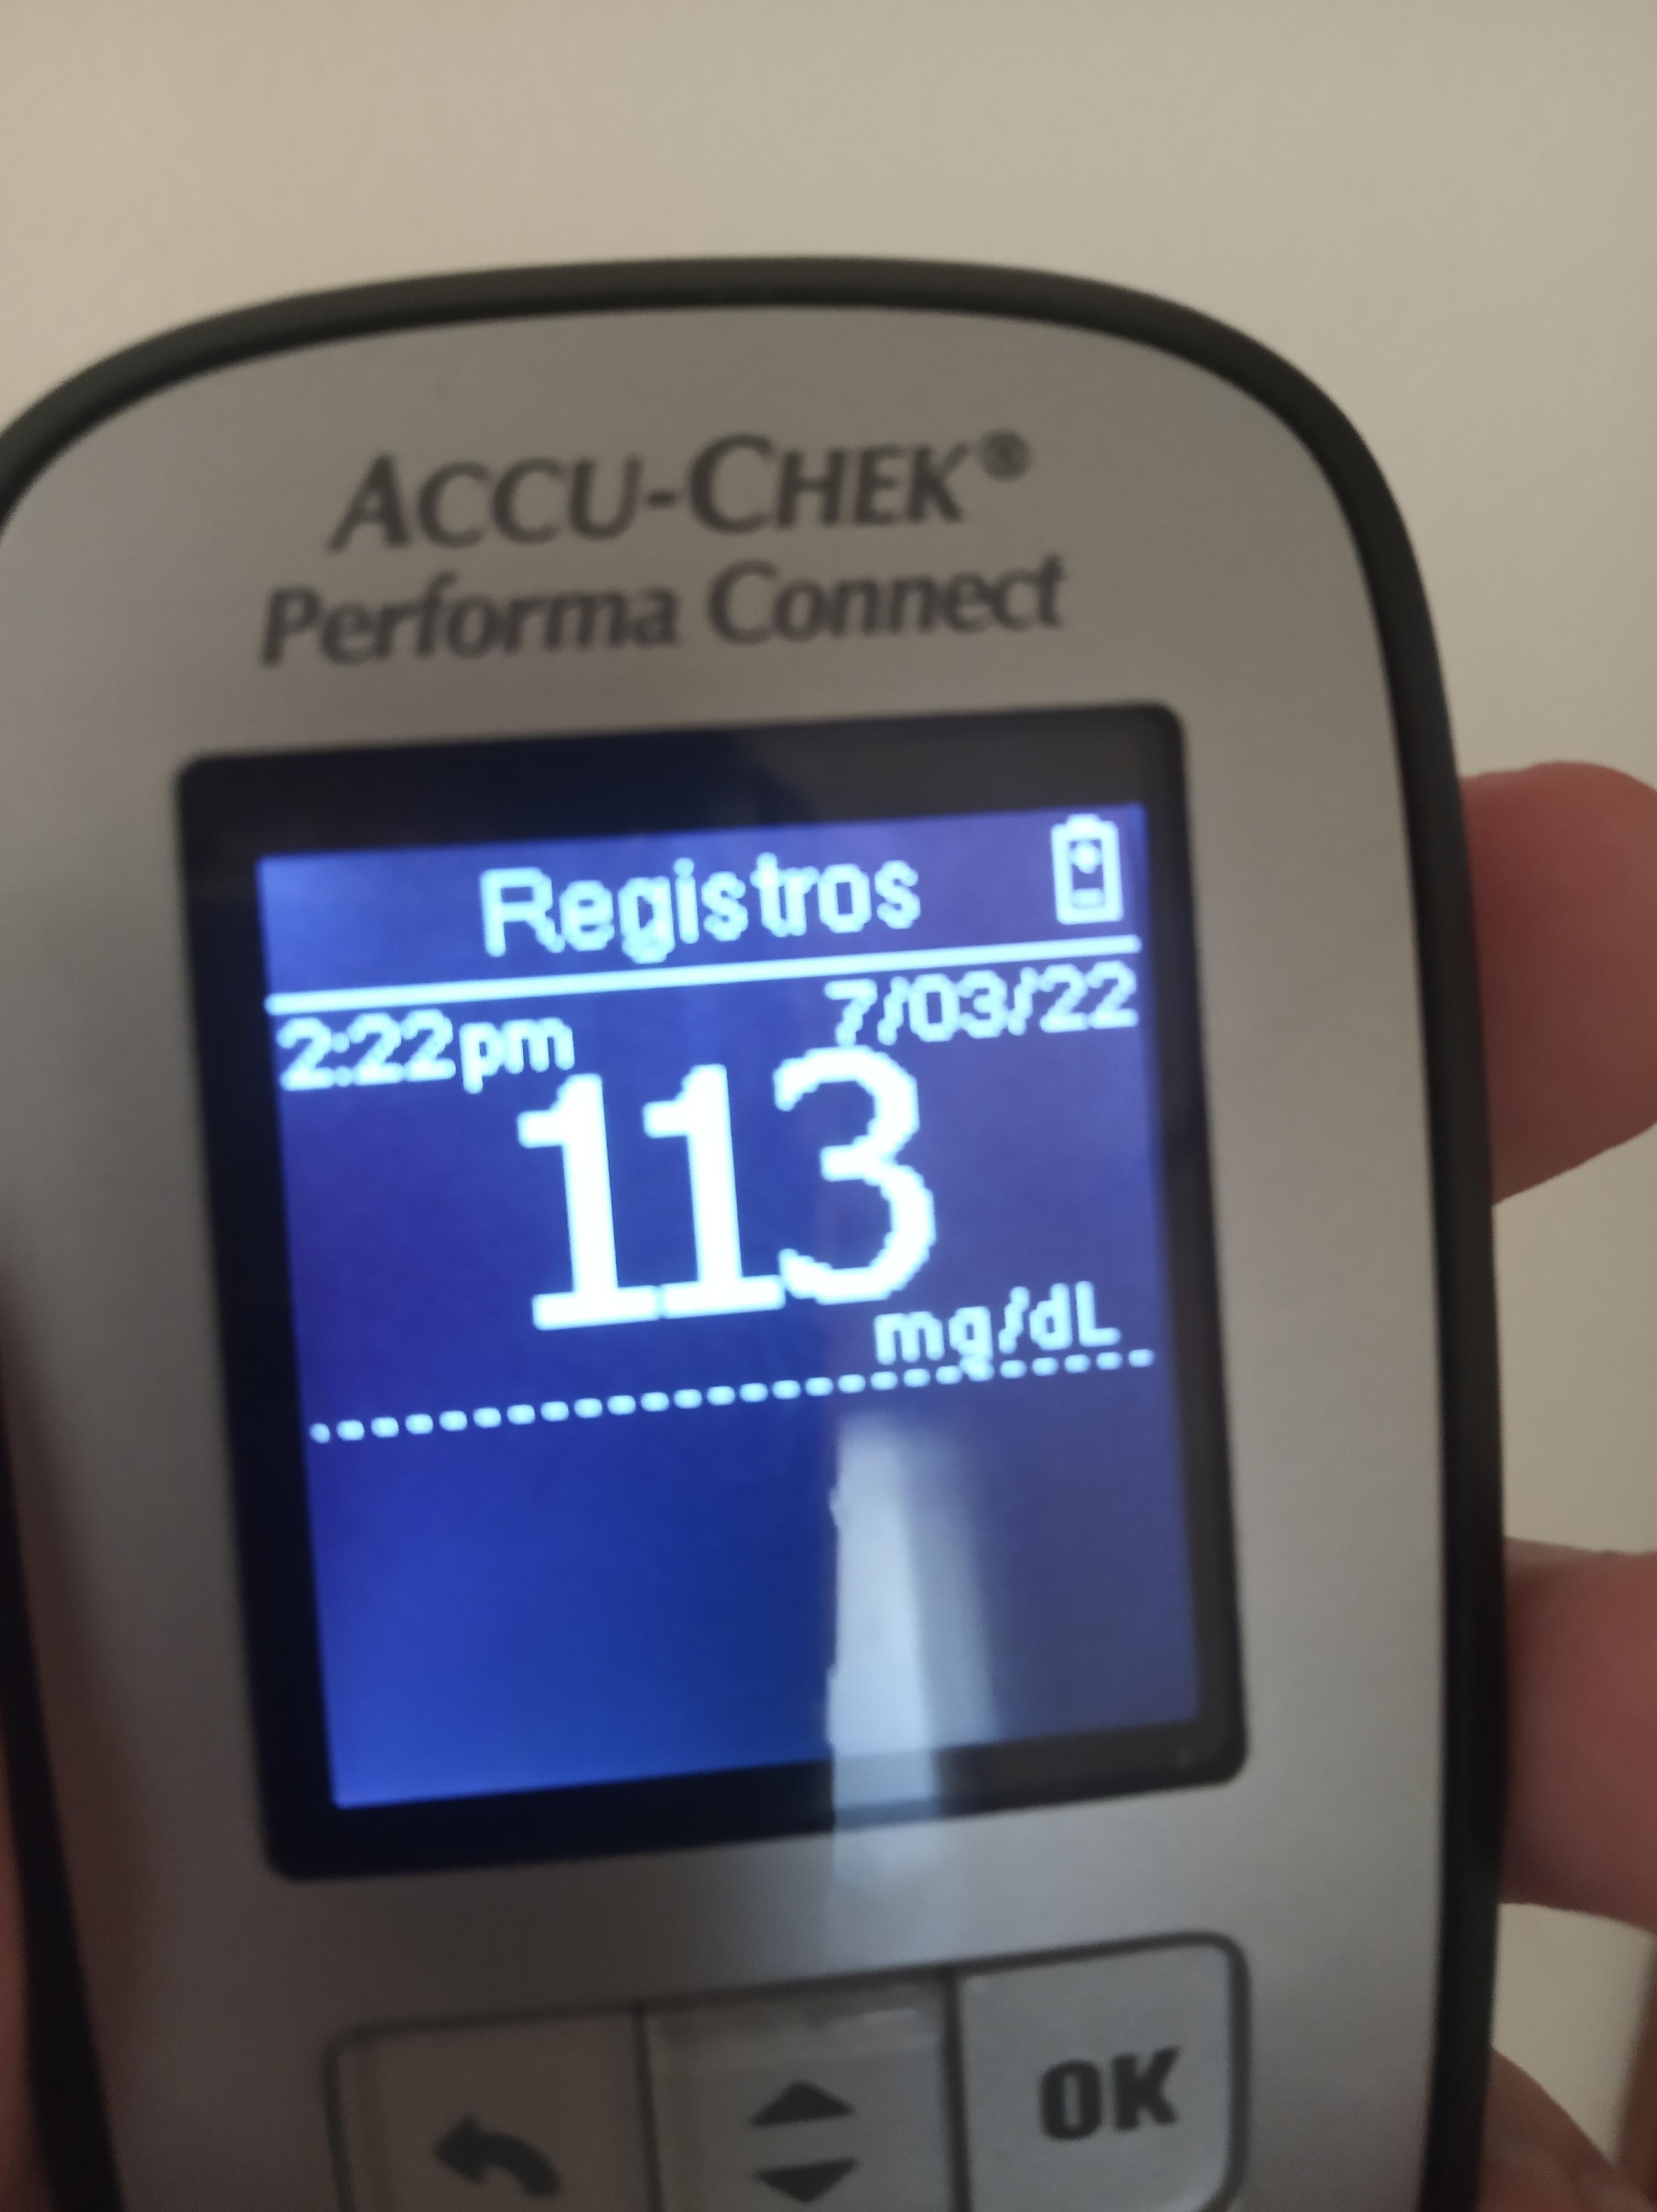 ACCU-CHEK®
Performa Connect
Registros
2:22pm 7/03/22
113
mg/dL
OK